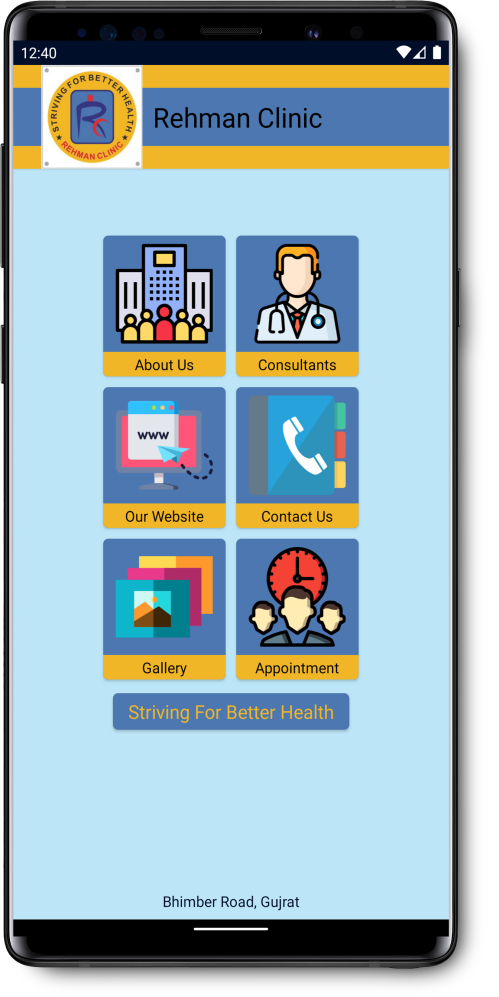 12:40
STRIVING FOR BETTER HEALTH
REHMAN CLINIC
Rehman Clinic
About Us
Consultants
www
Our Website
Contact Us
Gallery
Appointment
Striving For Better Health
Bhimber Road, Gujrat